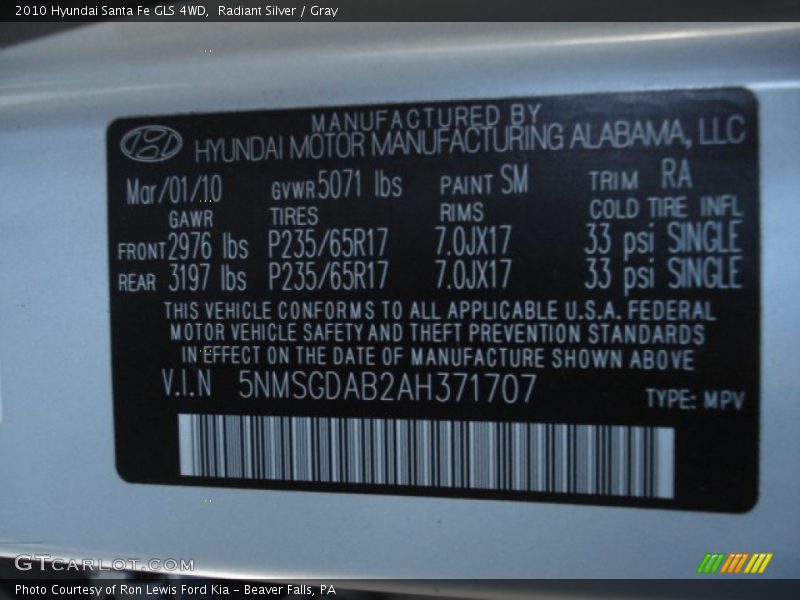 2010 Hyundai Santa Fe GLS 4WD, Radiant Silver / Gray
MANUFACTURED BY
HYUNDAI MOTOR MANUFACTURING ALABAMA, LLC
Mar/01/10 GVWR 5071 lbs PAINT SM TRIM RA
GAWR TIRES RIMS COLD TIRE INFL
FRONT 2976 lbs P235/65R17 7.0JX17 33 psi SINGLE
REAR 3197 lbs P235/65R17 7.0JX17 33 psi SINGLE
THIS VEHICLE CONFORMS TO ALL APPLICABLE U.S.A. FEDERAL
MOTOR VEHICLE SAFETY AND THEFT PREVENTION STANDARDS
IN EFFECT ON THE DATE OF MANUFACTURE SHOWN ABOVE
V.I.N 5NMSGDAB2AH371707 TYPE: MPV
GTCARLOT.COM
Photo Courtesy of Ron Lewis Ford Kia - Beaver Falls, PA